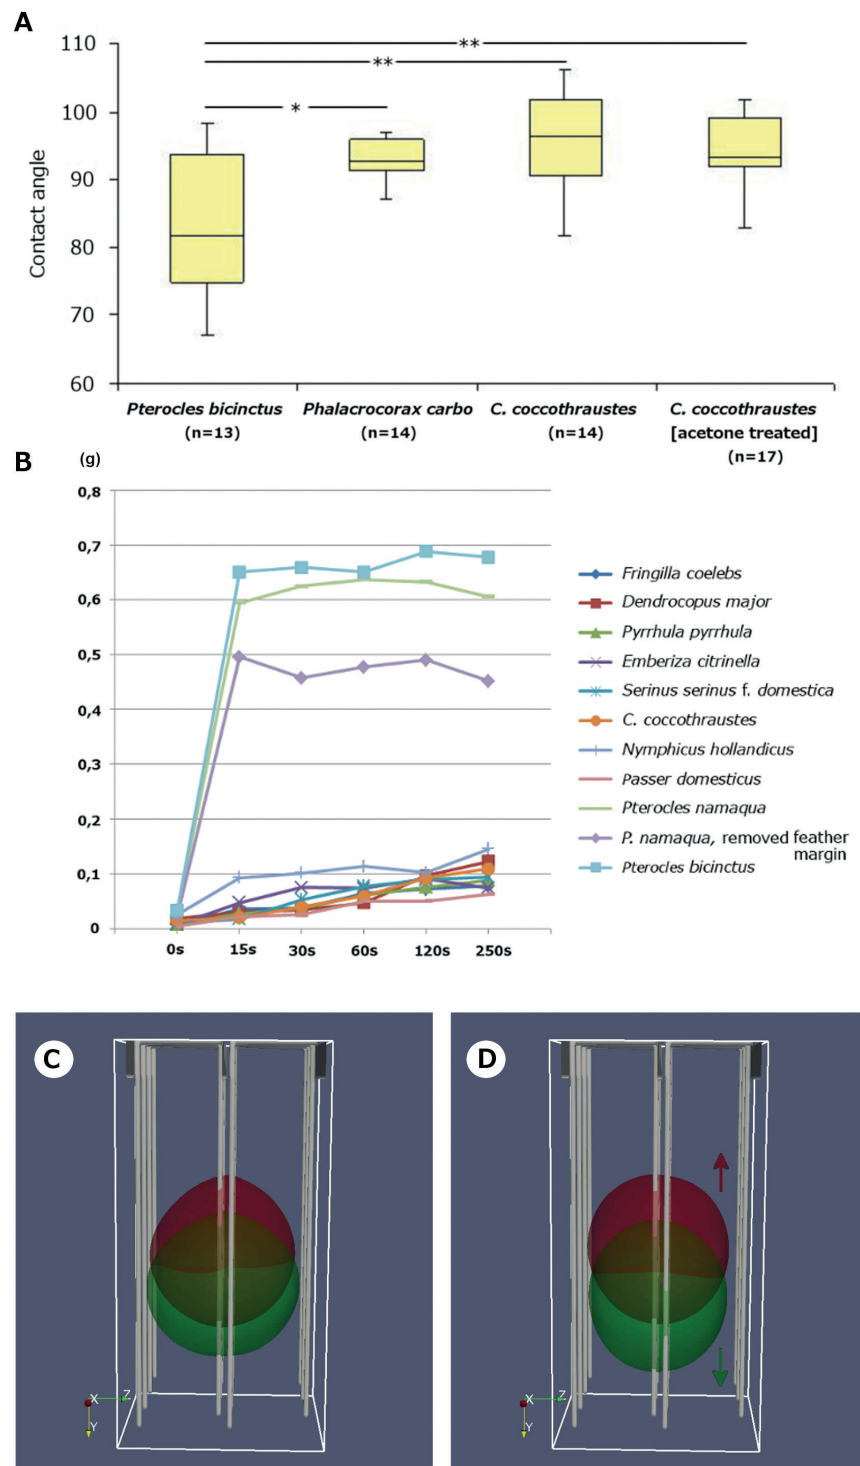 A
110
**
**
100
*
90
Contact angle
80
70
60
Pterocles bicinctus
(n=13)
Phalacrocorax carbo
(n=14)
C. coccothraustes
(n=14)
C. coccothraustes
[acetone treated]
(n=17)
B
(g)
0,8
0,7
0,6
0,5
0,4
0,3
0,2
0,1
0
0s
15s
30s
60s
120s
250s
Fringilla coelebs
Dendrocopus major
Pyrrhula pyrrhula
Emberiza citrinella
Serinus serinus f. domestica
C. coccothraustes
Nymphicus hollandicus
Passer domesticus
Pterocles namaqua
P. namaqua, removed feather
margin
Pterocles bicinctus
C
X
Z
Y
D
X
Z
Y